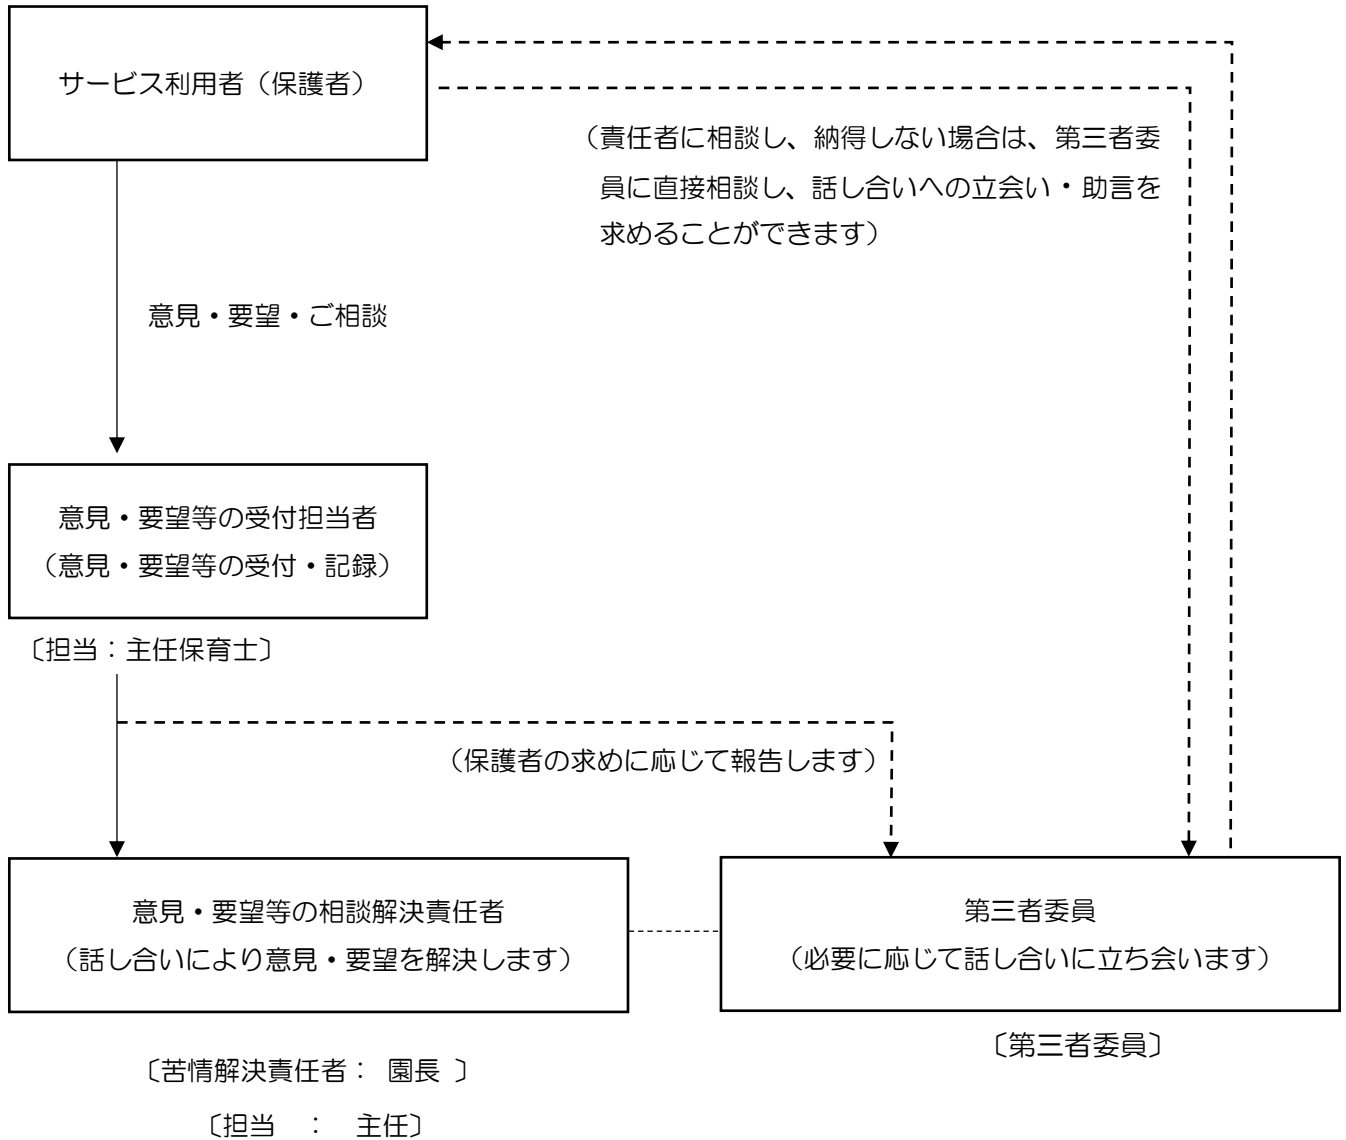 サービス利用者（保護者）
（責任者に相談し、納得しない場合は、第三者委
員に直接相談し、話し合いへの立会い・助言を
求めることができます）
意見・要望・ご相談
意見・要望等の受付担当者
（意見・要望等の受付・記録）
〔担当：主任保育士〕
（保護者の求めに応じて報告します）
意見・要望等の相談解決責任者
（話し合いにより意見・要望を解決します）
第三者委員
（必要に応じて話し合いに立ち会います）
〔第三者委員〕
〔苦情解決責任者： 園長 〕
〔担当　：　主任〕